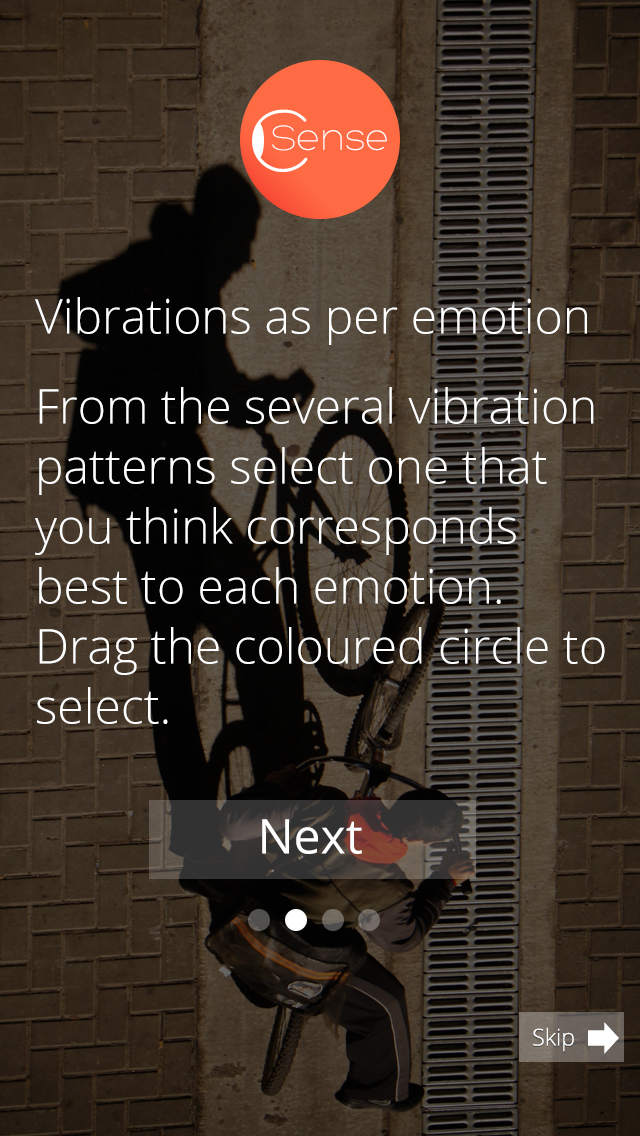 Sense
Vibrations as per emotion
From the several vibration
patterns select one that
you think corresponds
best to each emotion.
Drag the coloured circle to
select.
Next
Skip